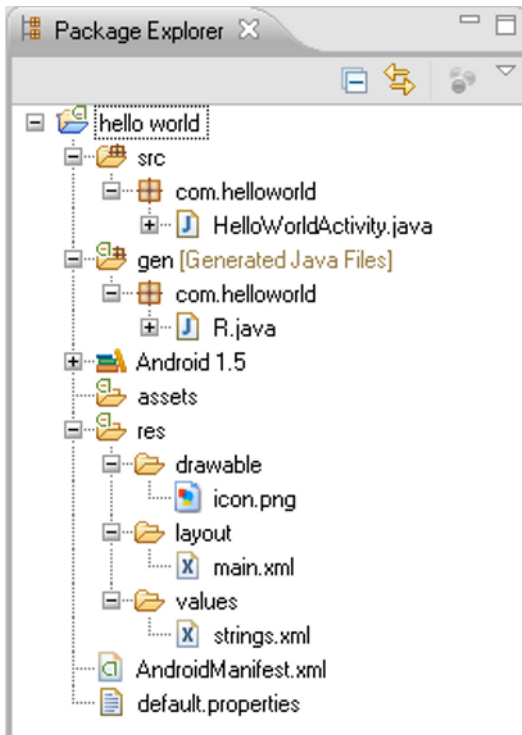 Package Explorer
hello world
src
com.helloworld
HelloWorldActivity.java
gen [Generated Java Files]
com.helloworld
R.java
Android 1.5
assets
res
drawable
icon.png
layout
main.xml
values
strings.xml
AndroidManifest.xml
default.properties